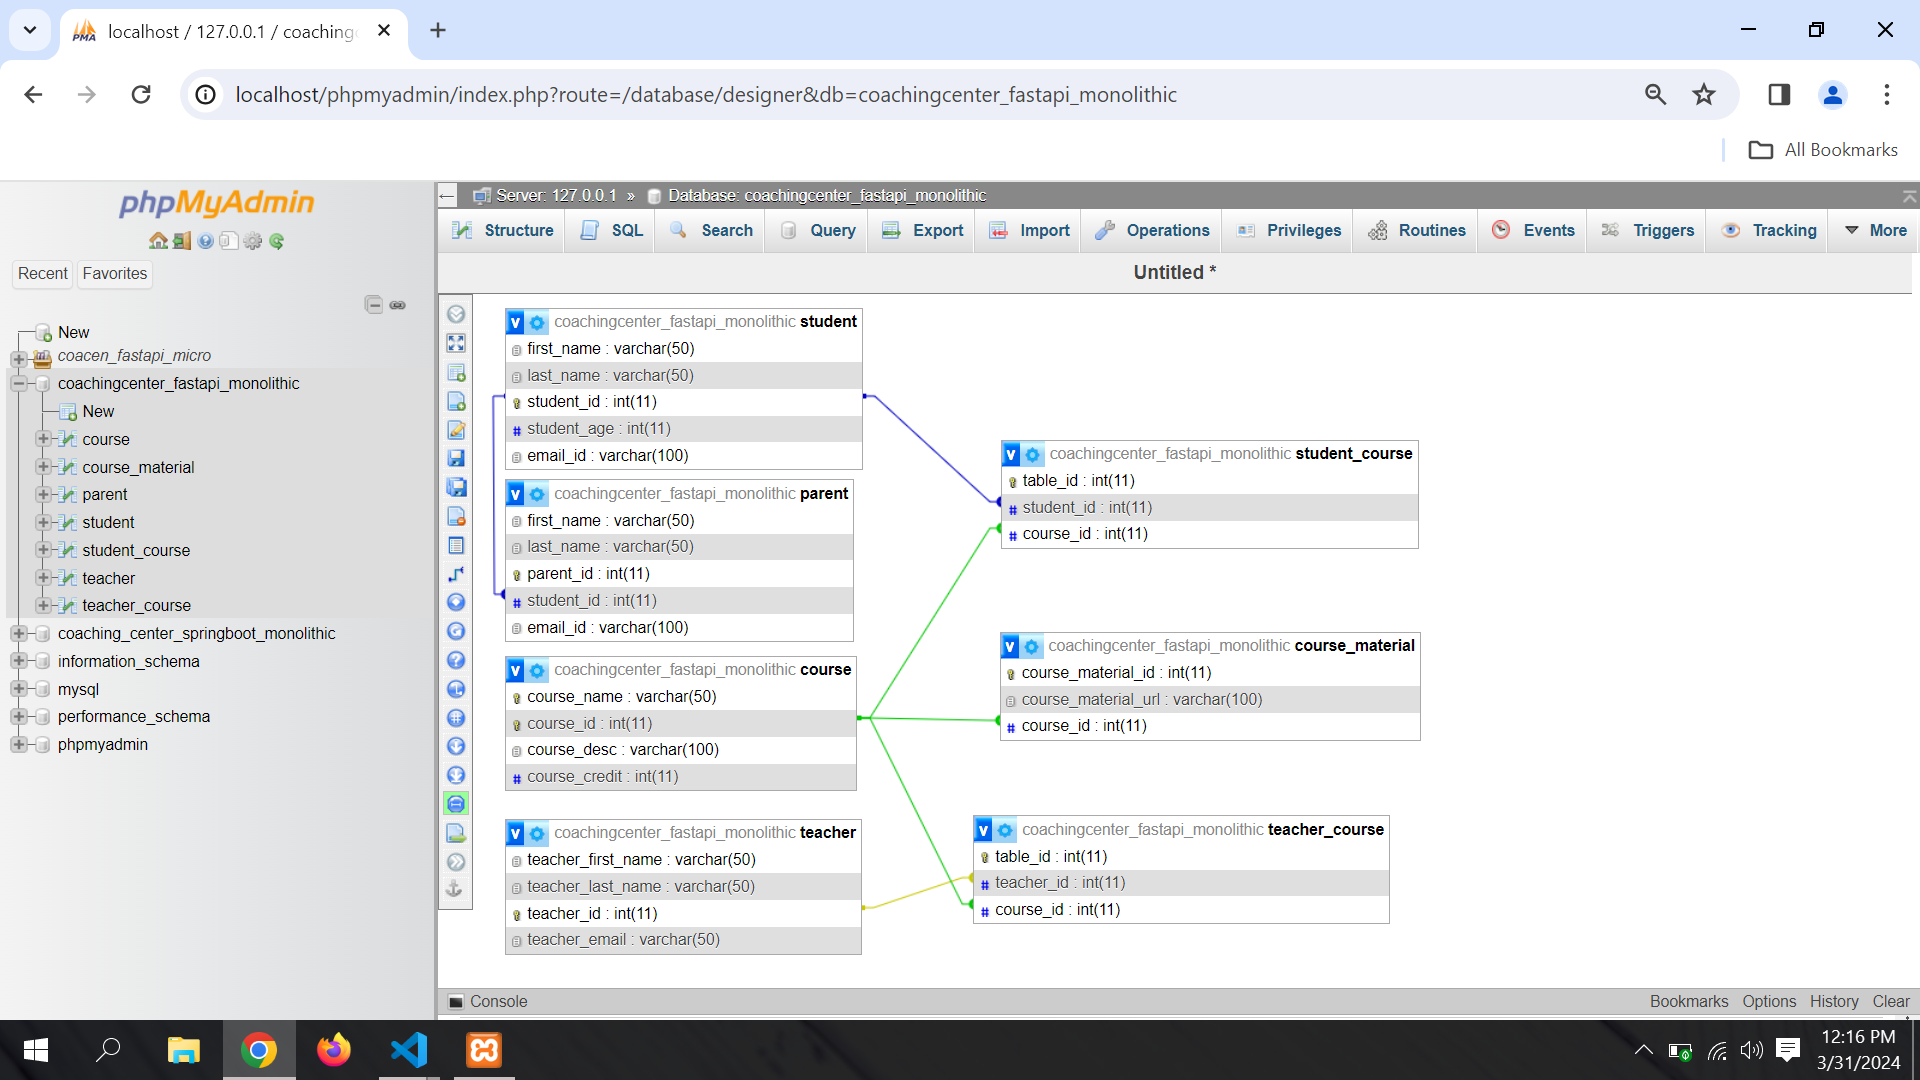 localhost / 127.0.0.1 / coaching
localhost/phpmyadmin/index.php?route=/database/designer&db=coachingcenter_fastapi_monolithic
All Bookmarks
phpMyAdmin
Recent
Favorites
New
coacen_fastapi_micro
coachingcenter_fastapi_monolithic
New
course
course_material
parent
student
student_course
teacher
teacher_course
coaching_center_springboot_monolithic
information_schema
mysql
performance_schema
phpmyadmin
Server: 127.0.0.1 » Database: coachingcenter_fastapi_monolithic
Structure SQL Search Query Export Import Operations Privileges Routines Events Triggers Tracking More
Untitled *
coachingcenter_fastapi_monolithic student
first_name : varchar(50)
last_name : varchar(50)
student_id : int(11)
student_age : int(11)
email_id : varchar(100)
coachingcenter_fastapi_monolithic parent
first_name : varchar(50)
last_name : varchar(50)
parent_id : int(11)
student_id : int(11)
email_id : varchar(100)
coachingcenter_fastapi_monolithic course
course_name : varchar(50)
course_id : int(11)
course_desc : varchar(100)
course_credit : int(11)
coachingcenter_fastapi_monolithic teacher
teacher_first_name : varchar(50)
teacher_last_name : varchar(50)
teacher_id : int(11)
teacher_email : varchar(50)
coachingcenter_fastapi_monolithic student_course
table_id : int(11)
student_id : int(11)
course_id : int(11)
coachingcenter_fastapi_monolithic course_material
course_material_id : int(11)
course_material_url : varchar(100)
course_id : int(11)
coachingcenter_fastapi_monolithic teacher_course
table_id : int(11)
teacher_id : int(11)
course_id : int(11)
Console
Bookmarks Options History Clear
12:16 PM
3/31/2024